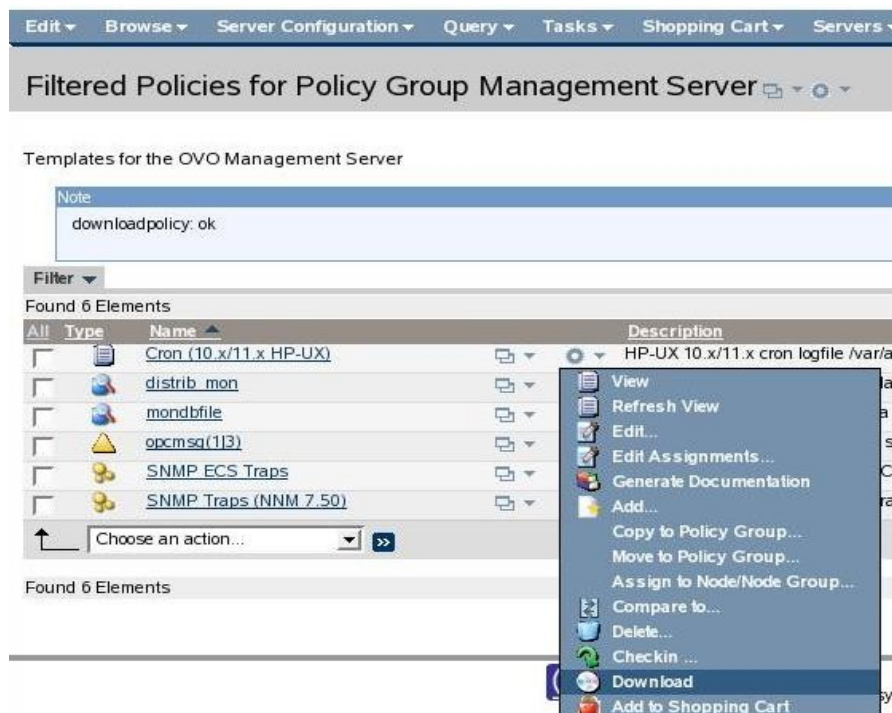 Edit Browse Server Configuration Query Tasks Shopping Cart Servers
Filtered Policies for Policy Group Management Server
Templates for the OVO Management Server
Note
downloadpolicy: ok
Filter
Found 6 Elements
All Type Name Description
Cron (10.x/11.x HP-UX) HP-UX 10.x/11.x cron logfile /var/a
distrib_mon
mondbfile
opcmsg(1|3)
SNMP ECS Traps
SNMP Traps (NNM 7.50)
Choose an action...
Found 6 Elements
View
Refresh View
Edit...
Edit Assignments...
Generate Documentation
Add...
Copy to Policy Group...
Move to Policy Group...
Assign to Node/Node Group...
Compare to...
Delete...
Checkin ...
Download
Add to Shopping Cart